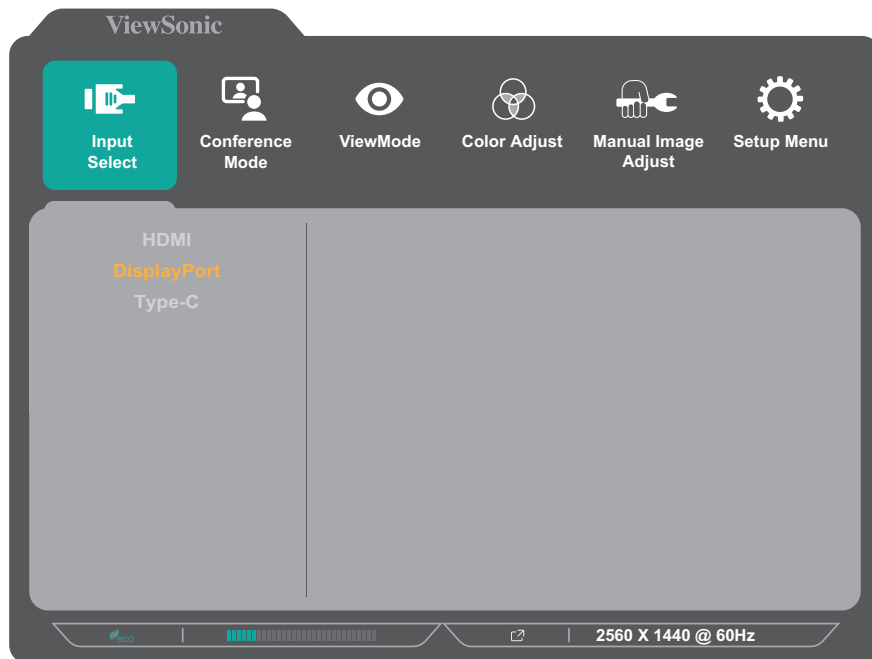 ViewSonic
Input
Select
Conference
Mode
ViewMode
Color Adjust
Manual Image
Adjust
Setup Menu
HDMI
DisplayPort
Type-C
eco
2560 X 1440 @ 60Hz